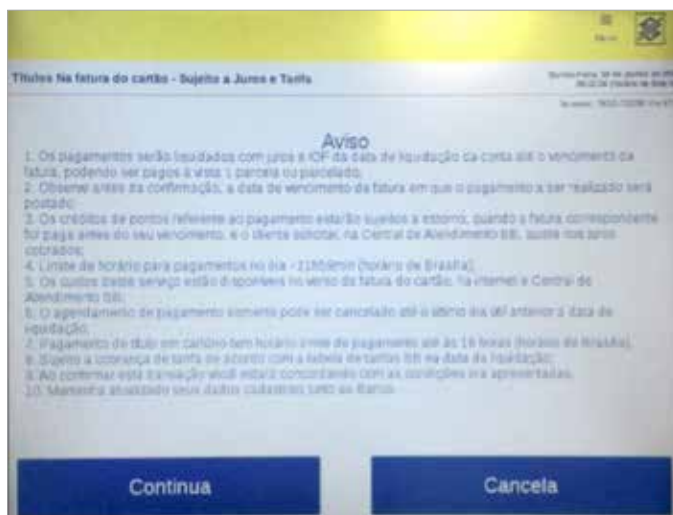 Menu
Títulos Na fatura do cartão - Sujeito a Juros e Tarifa
Aviso
1. Os pagamentos serão liquidados com juros e IOF da data de liquidação da conta até o vencimento da
fatura, podendo ser pagos à vista 1 parcela ou parcelado;
2. Observe antes da confirmação, a data de vencimento da fatura em que o pagamento a ser realizado será
postado;
3. Os créditos de pontos referente ao pagamento estarão sujeitos a estorno, quando a fatura correspondente
for paga antes do seu vencimento, e o cliente solicitar, na Central de Atendimento BB, ajuste nos juros
cobrados;
4. Limite de horário para pagamentos no dia - (horário de Brasília);
5. Os custos deste serviço estão disponíveis no verso da fatura do cartão, na internet e Central de
Atendimento BB;
6. O agendamento de pagamento somente pode ser cancelado até o último dia útil anterior à data de
liquidação;
7. Pagamento de título em cartório tem horário limite de pagamento até às 16 horas (horário de Brasília);
8. Sujeito a cobrança de tarifa de acordo com a tabela de tarifas BB na data da liquidação;
9. Ao confirmar esta transação você estará concordando com as condições ora apresentadas;
10. Mantenha atualizado seus dados cadastrais junto ao Banco.
Continua
Cancela